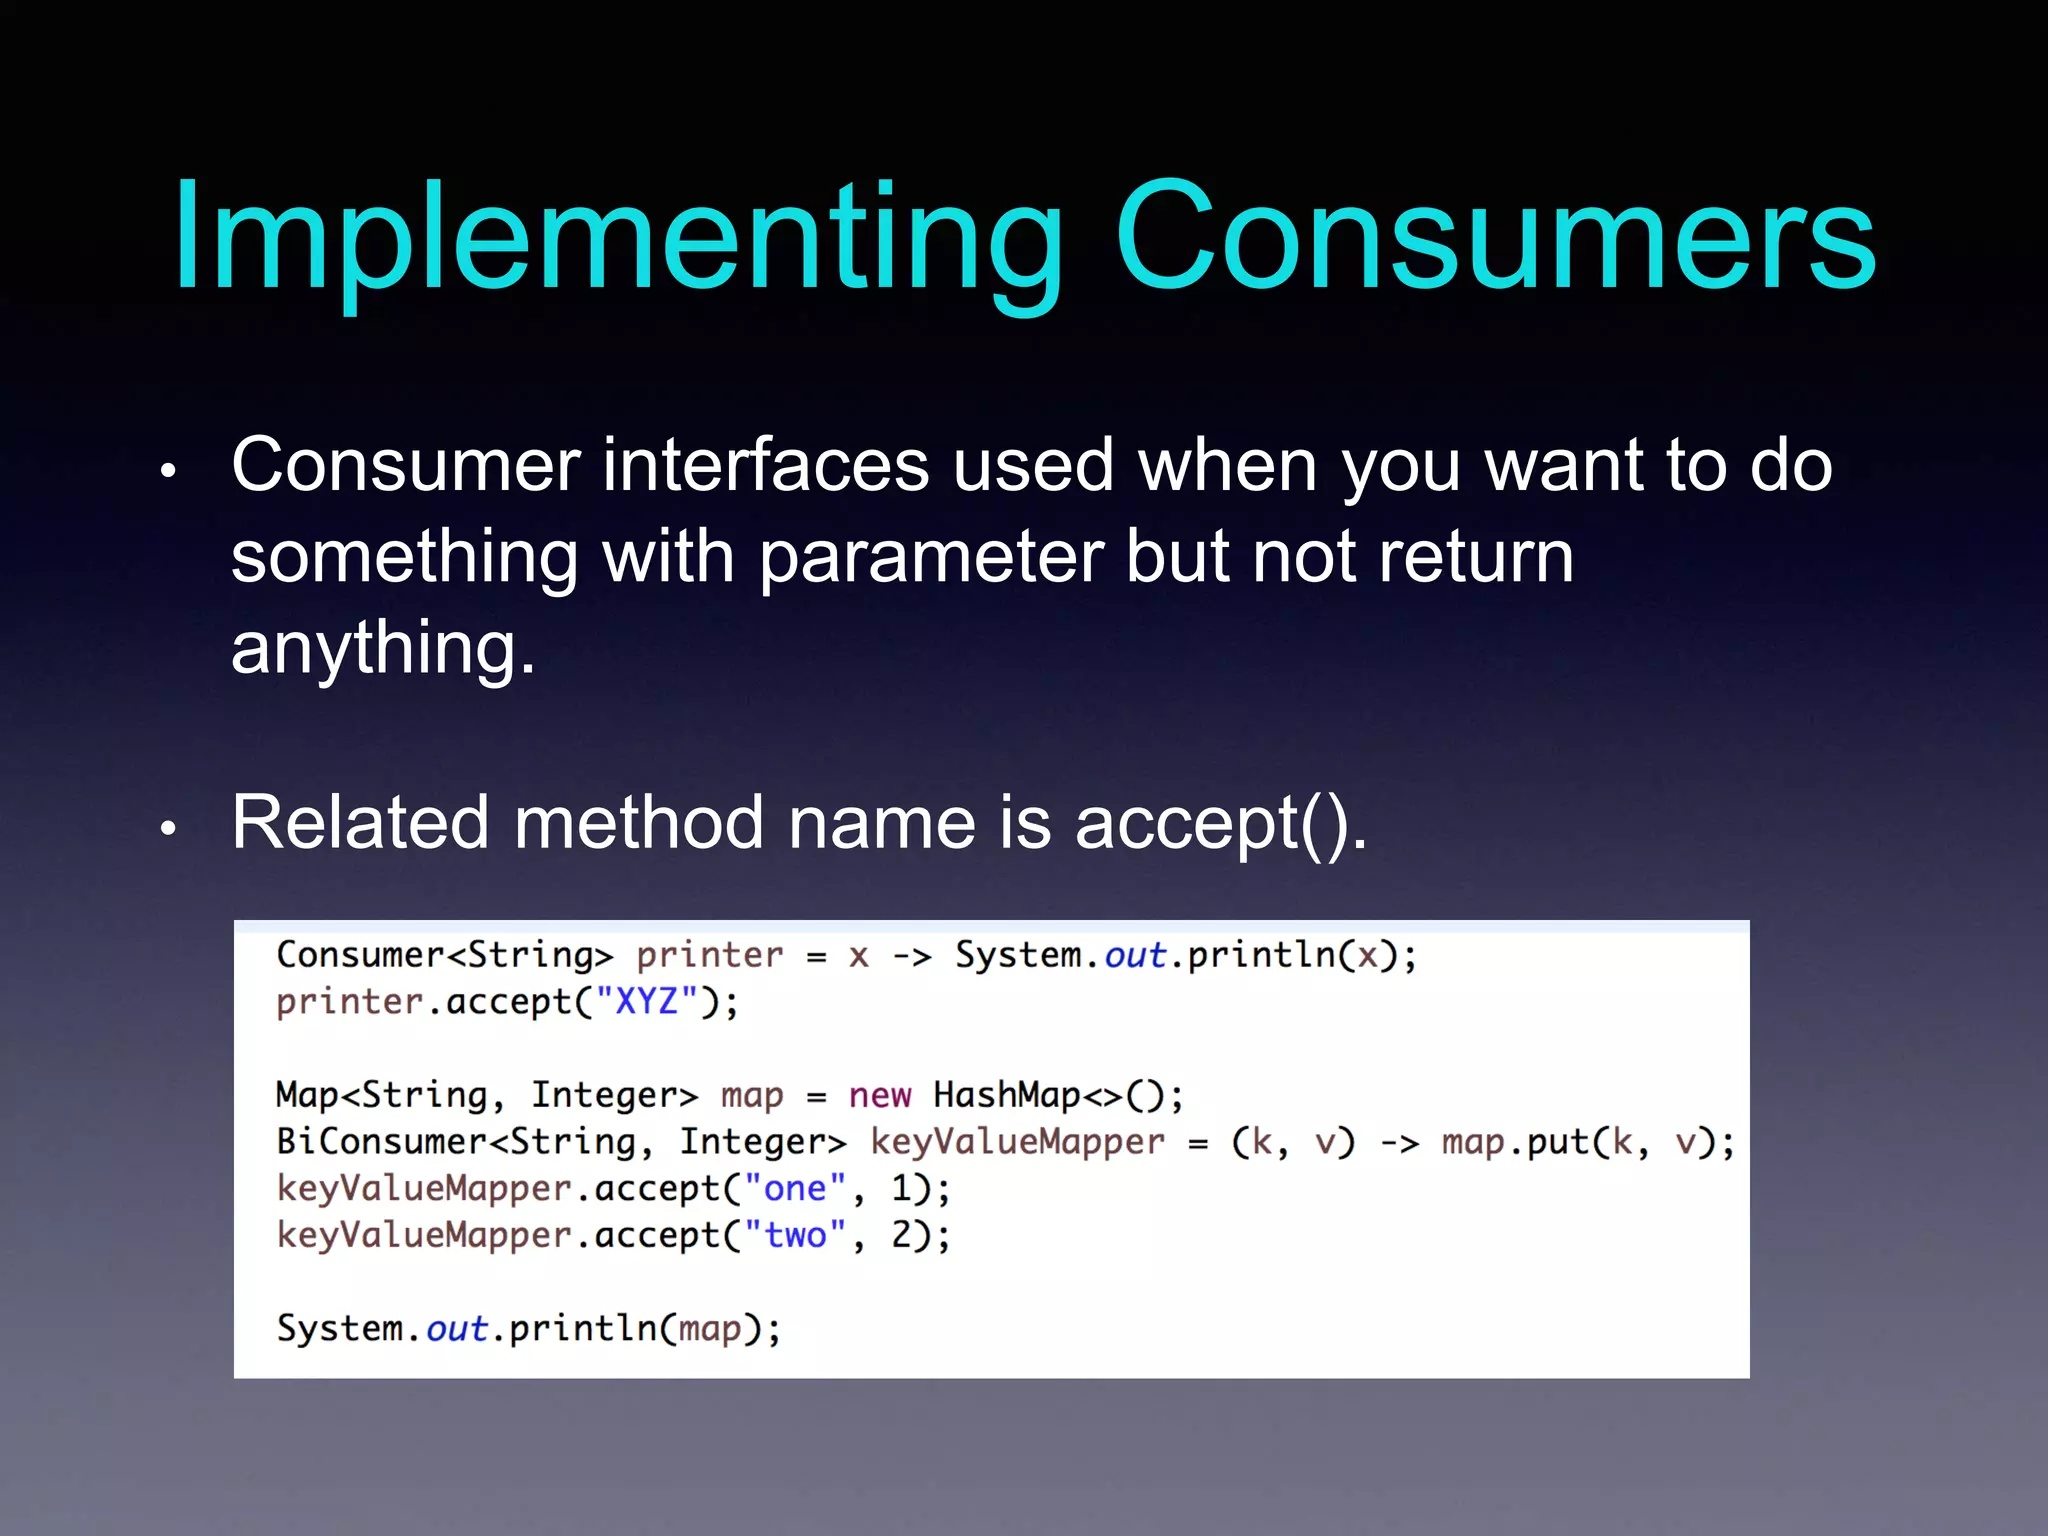 Implementing Consumers
• Consumer interfaces used when you want to do
something with parameter but not return
anything.
• Related method name is accept().
Consumer<String> printer = x -> System.out.println(x);
printer.accept("XYZ");
Map<String, Integer> map = new HashMap<>();
BiConsumer<String, Integer> keyValueMapper = (k, v) -> map.put(k, v);
keyValueMapper.accept("one", 1);
keyValueMapper.accept("two", 2);
System.out.println(map);